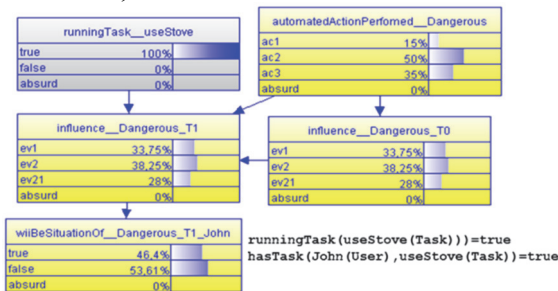 runningTask__useStove
true 100%
false 0%
absurd 0%
automatedActionPerfomed__Dangerous
ac1 15%
ac2 50%
ac3 35%
absurd 0%
influence__Dangerous_T1
ev1 33,75%
ev2 38,25%
ev21 28%
absurd 0%
influence__Dangerous_T0
ev1 33,75%
ev2 38,25%
ev21 28%
absurd 0%
wiiBeSituationOf__Dangerous_T1_John
true 46,4%
false 53,61%
absurd 0%
runningTask(useStove(Task)))=true
hasTask(John(User),useStove(Task))=true